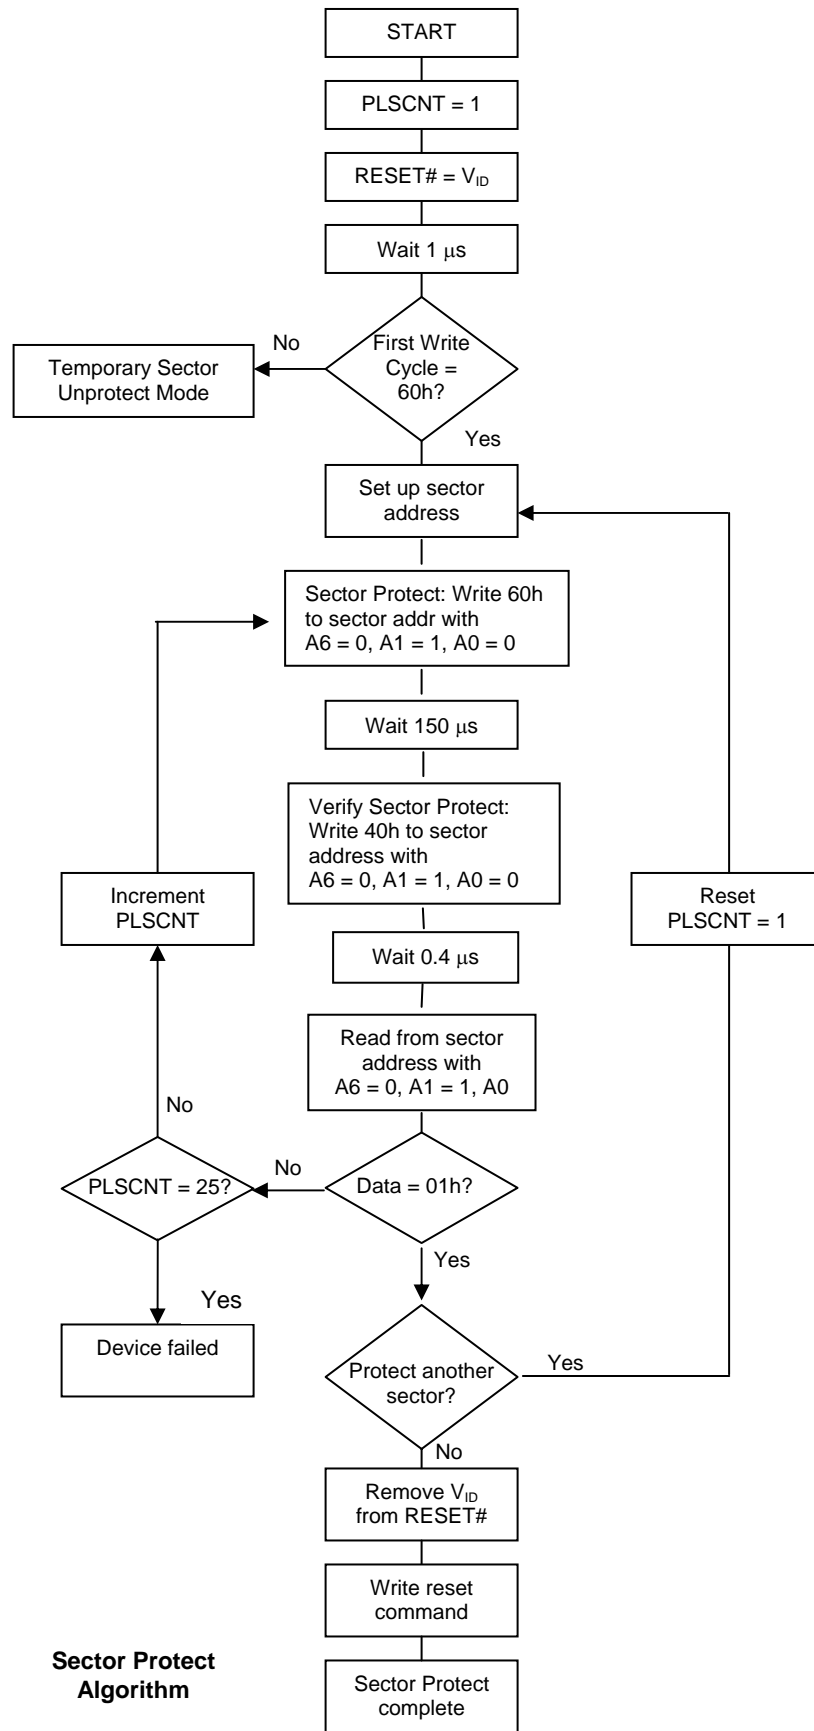 START
PLSCNT = 1
RESET# = VID
Wait 1 μs
First Write
Cycle =
60h?
No
Temporary Sector
Unprotect Mode
Yes
Set up sector
address
Sector Protect: Write 60h
to sector addr with
A6 = 0, A1 = 1, A0 = 0
Wait 150 μs
Verify Sector Protect:
Write 40h to sector
address with
A6 = 0, A1 = 1, A0 = 0
Increment
PLSCNT
Reset
PLSCNT = 1
Wait 0.4 μs
Read from sector
address with
A6 = 0, A1 = 1, A0
No
PLSCNT = 25?
No
Data = 01h?
Yes
Yes
Device failed
Protect another
sector?
Yes
No
Remove VID
from RESET#
Write reset
command
Sector Protect
Algorithm
Sector Protect
complete